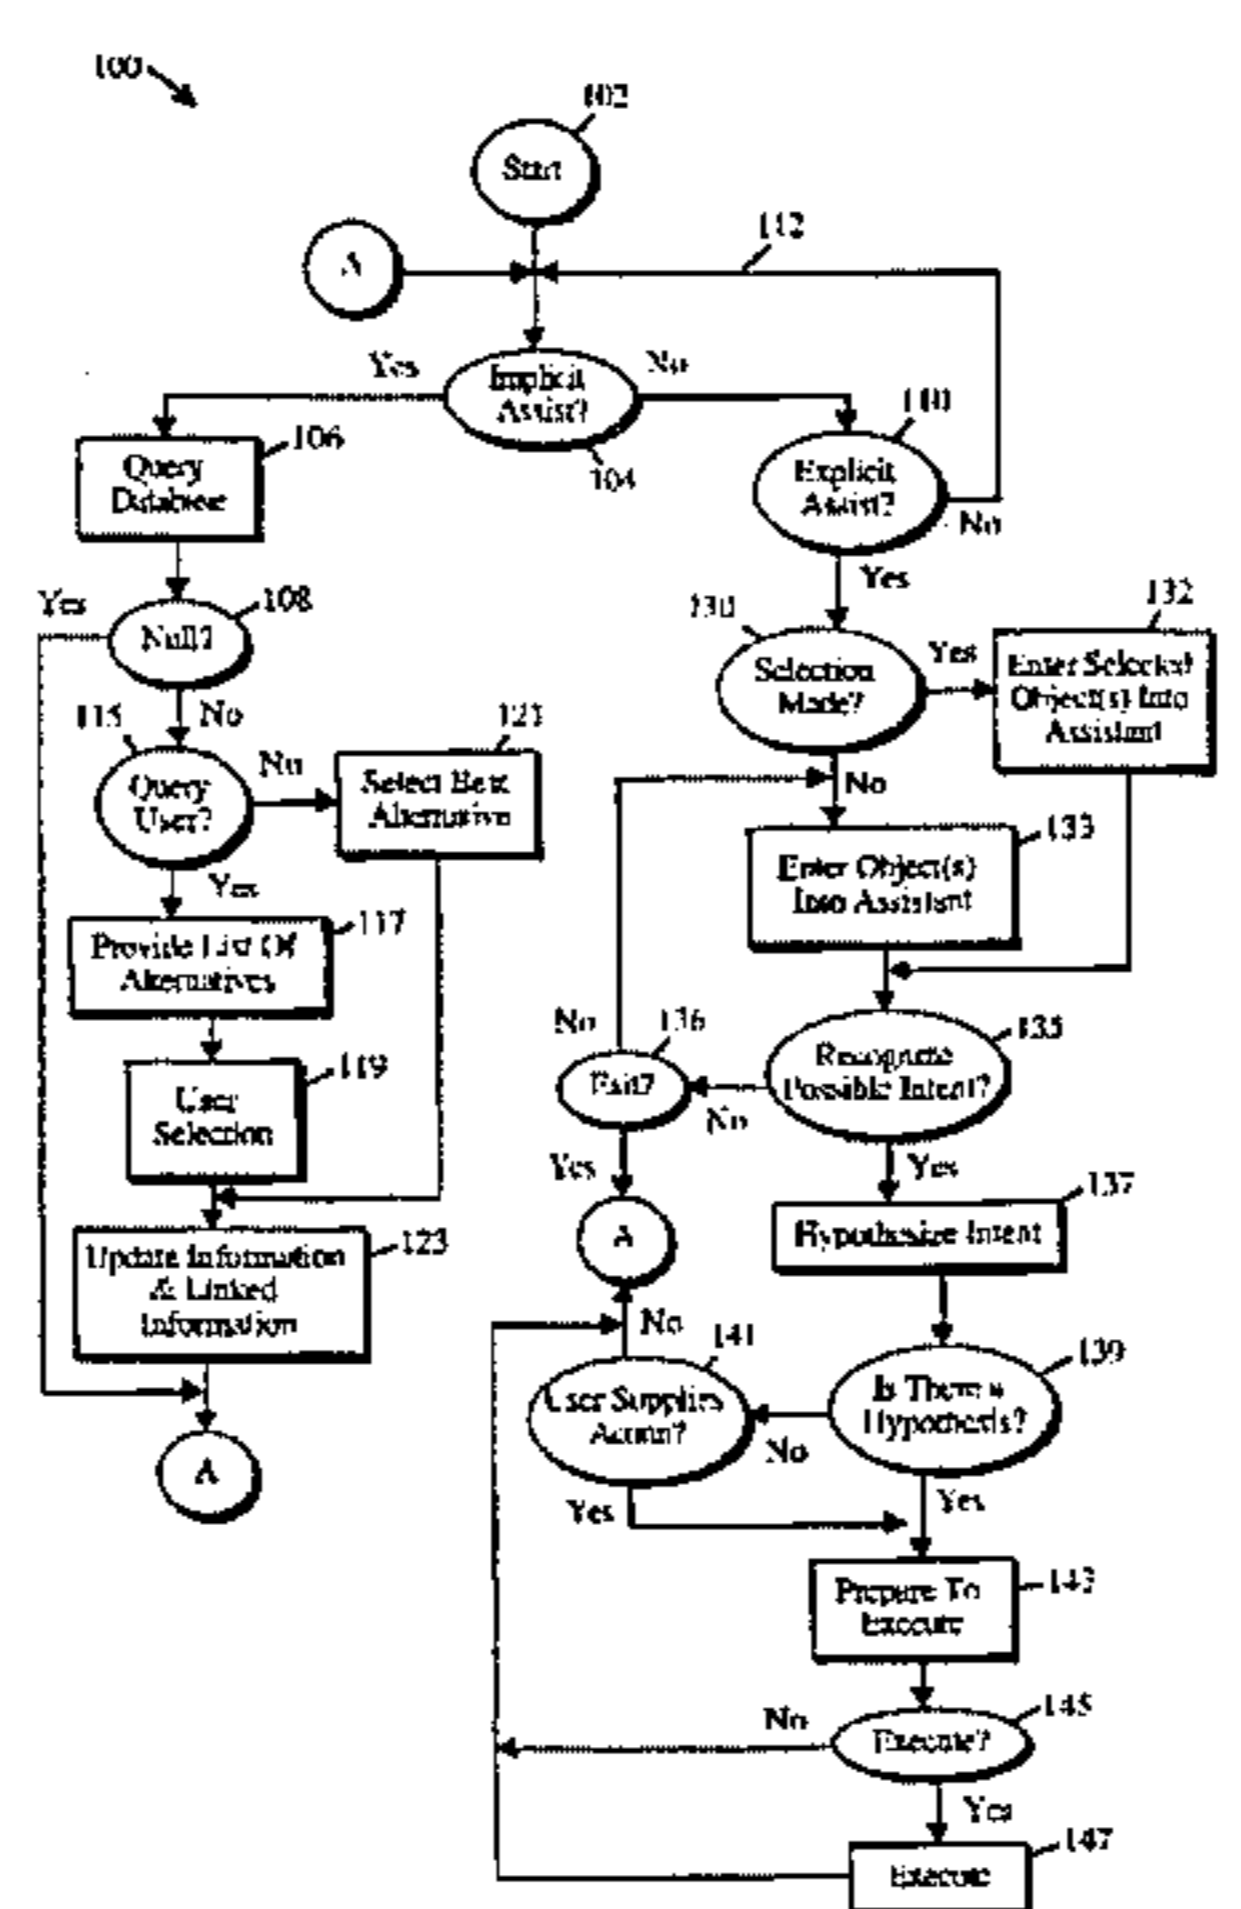 100
102
Start
112
A
Yes
Implicit
Assist?
No
104
110
Explicit
Assist?
No
Yes
106
Query
Database
Yes
108
Null?
No
115
Query
User?
No
121
Select Best
Alternative
Yes
117
Provide List Of
Alternatives
119
User
Selection
123
Update Information
& Linked
Information
A
130
Selection
Made?
Yes
132
Enter Selected
Object(s) Into
Assistant
No
133
Enter Object(s)
Into Assistant
135
Recognize
Possible Intent?
No
136
Exit?
No
Yes
A
Yes
137
Hypothesize Intent
139
Is There a
Hypothesis?
No
141
User Supplies
Action?
No
Yes
Yes
143
Prepare To
Execute
145
Execute?
No
Yes
147
Execute